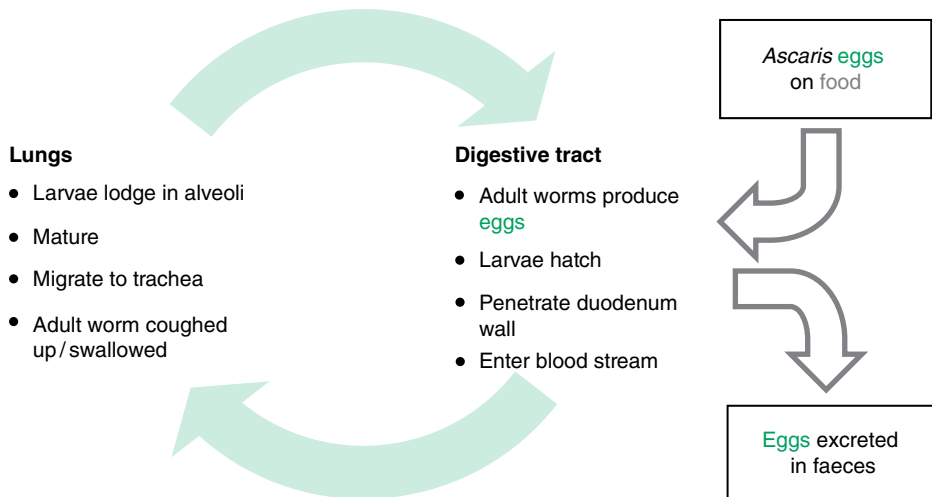 Lungs
• Larvae lodge in alveoli
• Mature
• Migrate to trachea
• Adult worm coughed
up/swallowed
Digestive tract
• Adult worms produce
eggs
• Larvae hatch
• Penetrate duodenum
wall
• Enter blood stream
Ascaris eggs
on food
Eggs excreted
in faeces